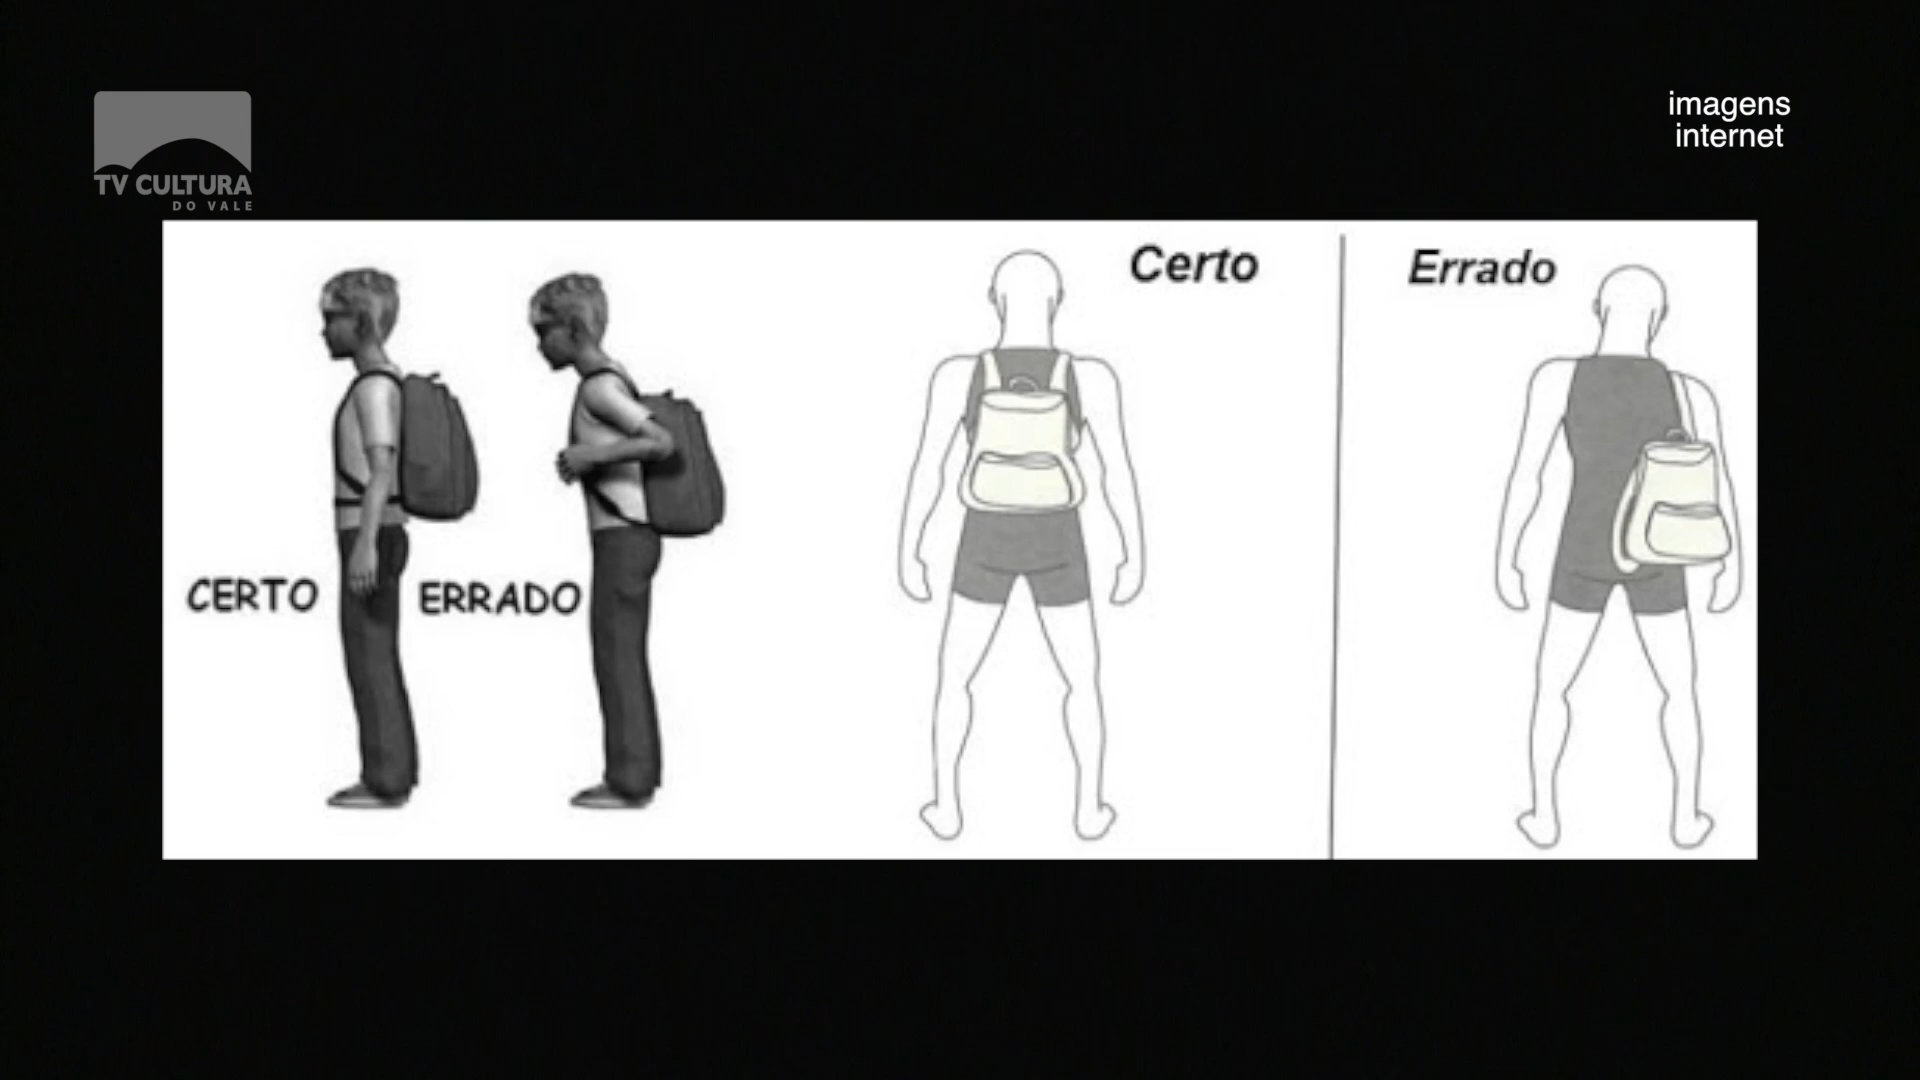 TV CULTURA
DO VALE
imagens
internet
CERTO
ERRADO
Certo
Errado